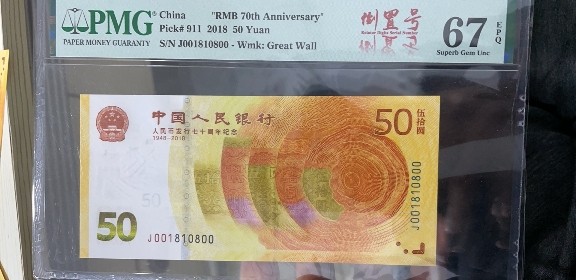 PMG
PAPER MONEY GUARANTY
China "RMB 70th Anniversary"
Pick# 911 2018 50 Yuan
S/N J001810800 - Wmk: Great Wall
倒置号
67
EPQ
Superb Gem Unc
中国人民银行
人民币发行七十周年纪念
1948-2018
50
伍拾圆
50
50
J001810800
J001810800